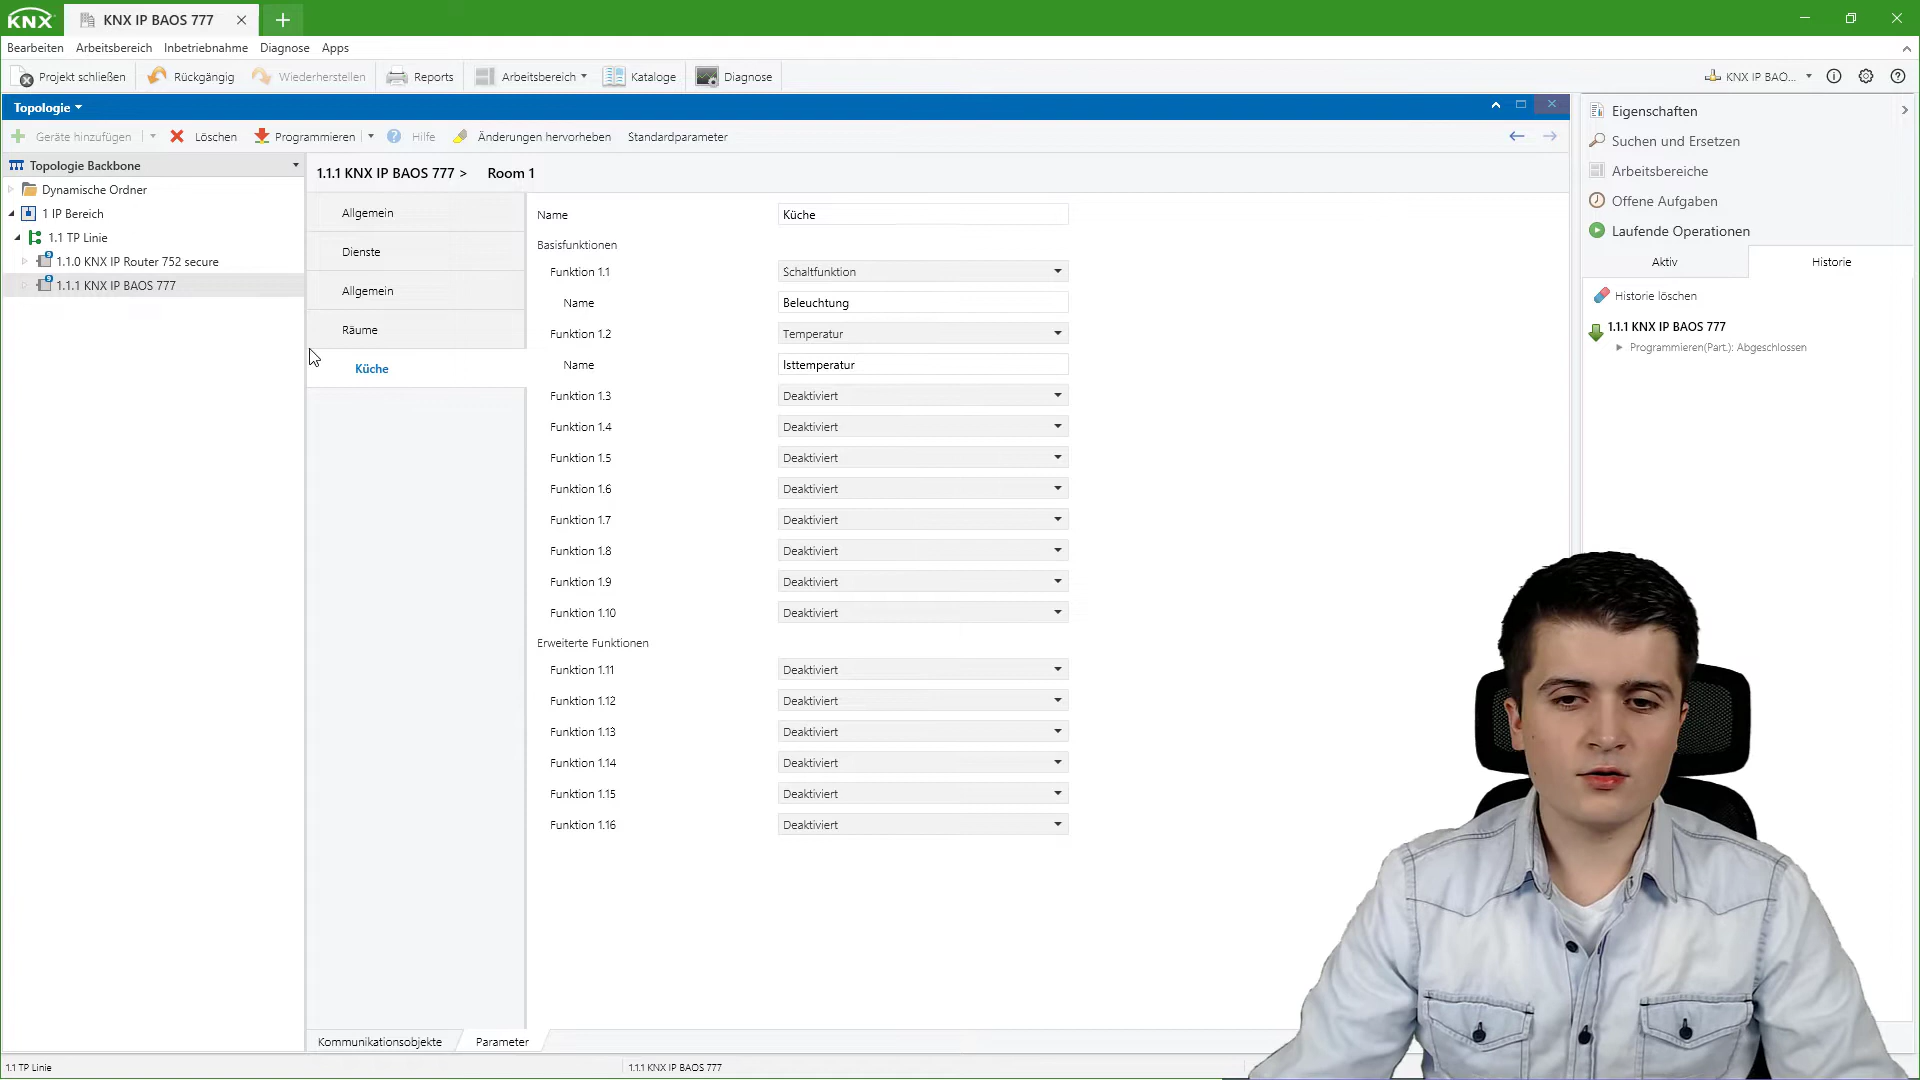 KNX KNX IP BAOS 777
Bearbeiten Arbeitsbereich Inbetriebnahme Diagnose Apps
Projekt schließen Rückgängig Wiederherstellen Reports Arbeitsbereich Kataloge Diagnose KNX IP BAO...
Topologie
Geräte hinzufügen Löschen Programmieren Hilfe Änderungen hervorheben Standardparameter
Topologie Backbone
Dynamische Ordner
1 IP Bereich
1.1 TP Linie
1.1.0 KNX IP Router 752 secure
1.1.1 KNX IP BAOS 777
1.1.1 KNX IP BAOS 777 > Room 1
Allgemein
Dienste
Allgemein
Räume
Küche
Name Küche
Basisfunktionen
Funktion 1.1 Schaltfunktion
Name Beleuchtung
Funktion 1.2 Temperatur
Name Isttemperatur
Funktion 1.3 Deaktiviert
Funktion 1.4 Deaktiviert
Funktion 1.5 Deaktiviert
Funktion 1.6 Deaktiviert
Funktion 1.7 Deaktiviert
Funktion 1.8 Deaktiviert
Funktion 1.9 Deaktiviert
Funktion 1.10 Deaktiviert
Erweiterte Funktionen
Funktion 1.11 Deaktiviert
Funktion 1.12 Deaktiviert
Funktion 1.13 Deaktiviert
Funktion 1.14 Deaktiviert
Funktion 1.15 Deaktiviert
Funktion 1.16 Deaktiviert
Kommunikationsobjekte Parameter
Eigenschaften
Suchen und Ersetzen
Arbeitsbereiche
Offene Aufgaben
Laufende Operationen
Aktiv Historie
Historie löschen
1.1.1 KNX IP BAOS 777
Programmieren(Part.): Abgeschlossen
1.1 TP Linie 1.1.1 KNX IP BAOS 777